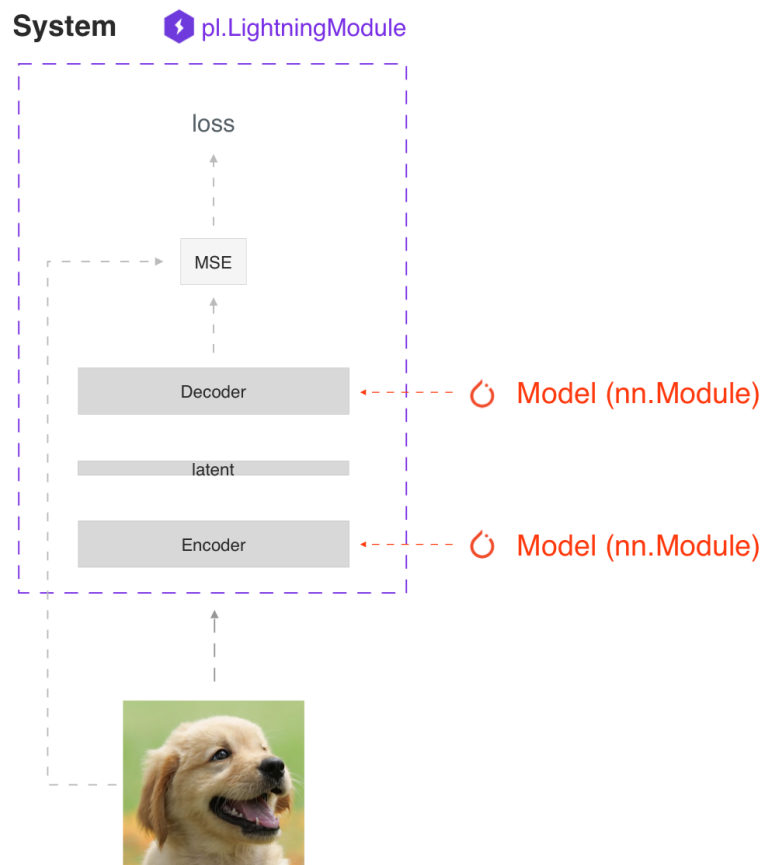 System pl.LightningModule
loss
MSE
Decoder
Model (nn.Module)
latent
Encoder
Model (nn.Module)